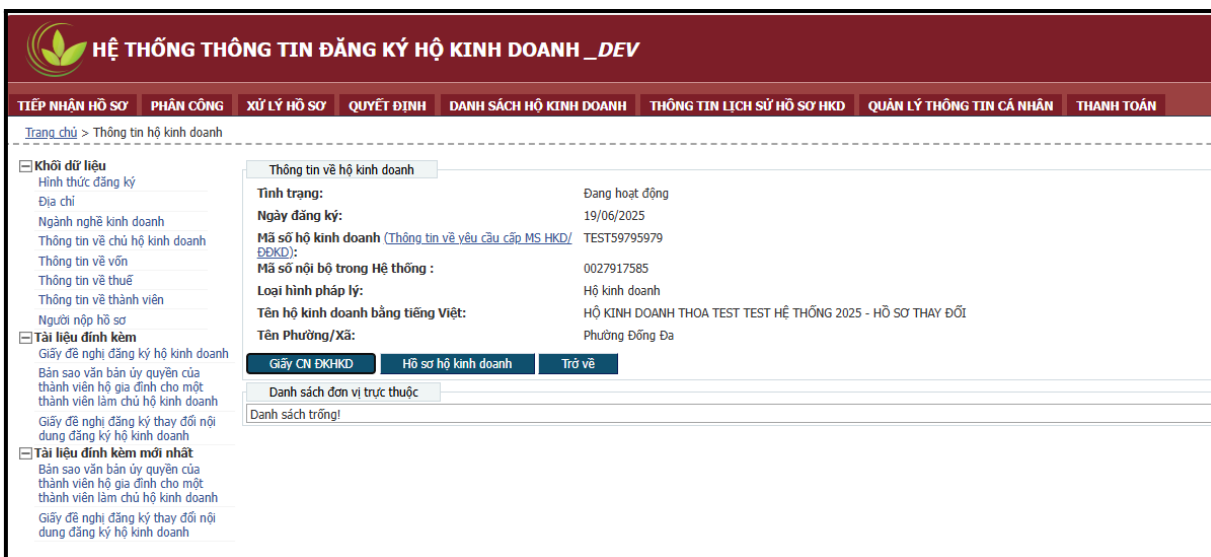 HỆ THỐNG THÔNG TIN ĐĂNG KÝ HỘ KINH DOANH _DEV
TIẾP NHẬN HỒ SƠ PHÂN CÔNG XỬ LÝ HỒ SƠ QUYẾT ĐỊNH DANH SÁCH HỘ KINH DOANH THÔNG TIN LỊCH SỬ HỒ SƠ HKD QUẢN LÝ THÔNG TIN CÁ NHÂN THANH TOÁN
Trang chủ > Thông tin hộ kinh doanh
Khối dữ liệu
Hình thức đăng ký
Địa chỉ
Ngành nghề kinh doanh
Thông tin về chủ hộ kinh doanh
Thông tin về vốn
Thông tin về thuế
Thông tin về thành viên
Người nộp hồ sơ
Tài liệu đính kèm
Giấy đề nghị đăng ký hộ kinh doanh
Bản sao văn bản ủy quyền của
thành viên hộ gia đình cho một
thành viên làm chủ hộ kinh doanh
Giấy đề nghị đăng ký thay đổi nội
dung đăng ký hộ kinh doanh
Tài liệu đính kèm mới nhất
Bản sao văn bản ủy quyền của
thành viên hộ gia đình cho một
thành viên làm chủ hộ kinh doanh
Giấy đề nghị đăng ký thay đổi nội
dung đăng ký hộ kinh doanh
Thông tin về hộ kinh doanh
Tình trạng: Đang hoạt động
Ngày đăng ký: 19/06/2025
Mã số hộ kinh doanh (Thông tin về yêu cầu cấp MS HKD/ TEST59795979
ĐĐKD):
Mã số nội bộ trong Hệ thống : 0027917585
Loại hình pháp lý: Hộ kinh doanh
Tên hộ kinh doanh bằng tiếng Việt: HỘ KINH DOANH THOA TEST TEST HỆ THỐNG 2025 - HỒ SƠ THAY ĐỔI
Tên Phường/Xã: Phường Đống Đa
Giấy CN ĐKHKD Hồ sơ hộ kinh doanh Trở về
Danh sách đơn vị trực thuộc
Danh sách trống!